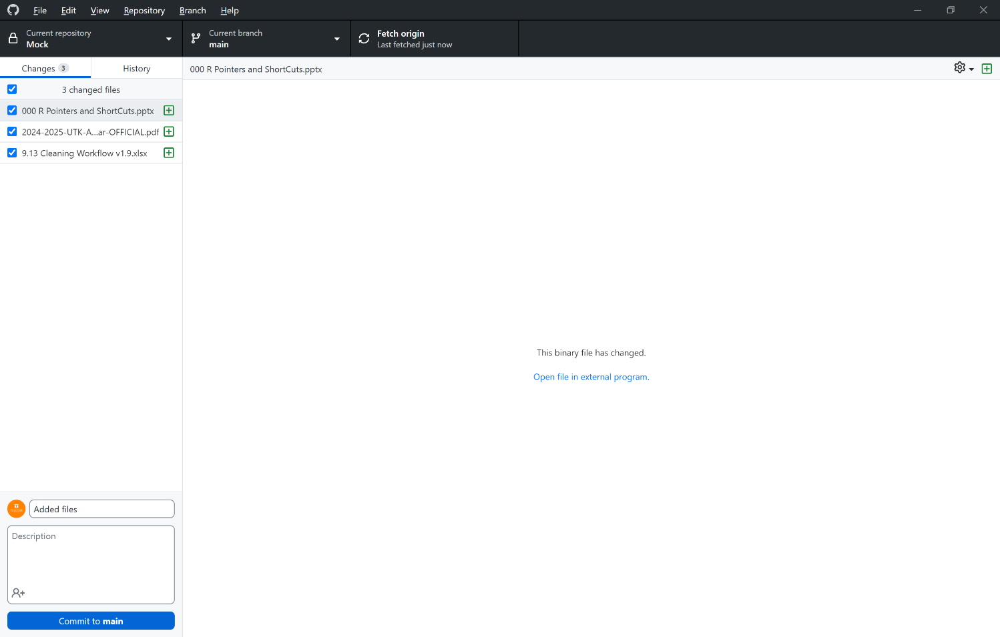 File Edit View Repository Branch Help
Current repository
Mock
Current branch
main
Fetch origin
Last fetched just now
Changes 3
History
000 R Pointers and ShortCuts.pptx
3 changed files
000 R Pointers and ShortCuts.pptx
2024-2025-UTK-A...ar-OFFICIAL.pdf
9.13 Cleaning Workflow v1.9.xlsx
This binary file has changed.
Open file in external program.
Added files
Description
Commit to main